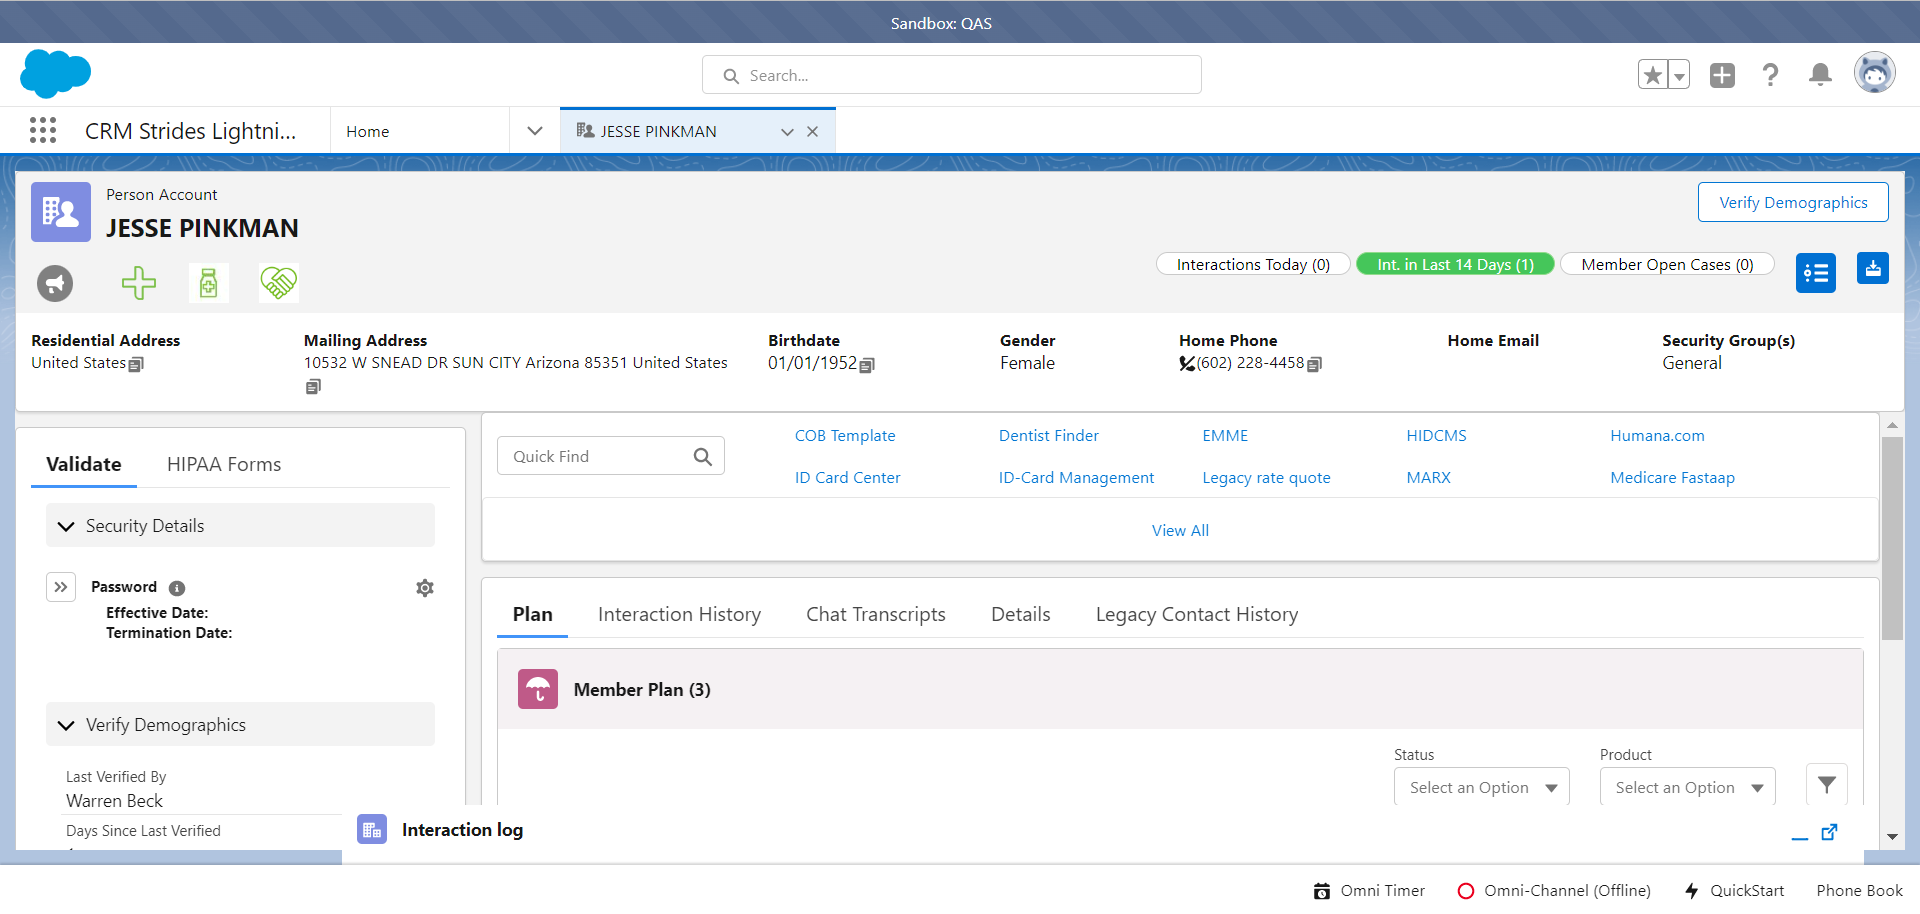 Sandbox: QAS
Search...
CRM Strides Lightni...
Home
JESSE PINKMAN
Person Account
JESSE PINKMAN
Verify Demographics
Interactions Today (0)
Int. in Last 14 Days (1)
Member Open Cases (0)
Residential Address
United States
Mailing Address
10532 W SNEAD DR SUN CITY Arizona 85351 United States
Birthdate
01/01/1952
Gender
Female
Home Phone
(602) 228-4458
Home Email
Security Group(s)
General
Validate
HIPAA Forms
Security Details
Password
Effective Date:
Termination Date:
Verify Demographics
Last Verified By
Warren Beck
Days Since Last Verified
Quick Find
COB Template
Dentist Finder
EMME
HIDCMS
Humana.com
ID Card Center
ID-Card Management
Legacy rate quote
MARX
Medicare Fastaap
View All
Plan
Interaction History
Chat Transcripts
Details
Legacy Contact History
Member Plan (3)
Status
Select an Option
Product
Select an Option
Interaction log
Omni Timer
Omni-Channel (Offline)
QuickStart
Phone Book